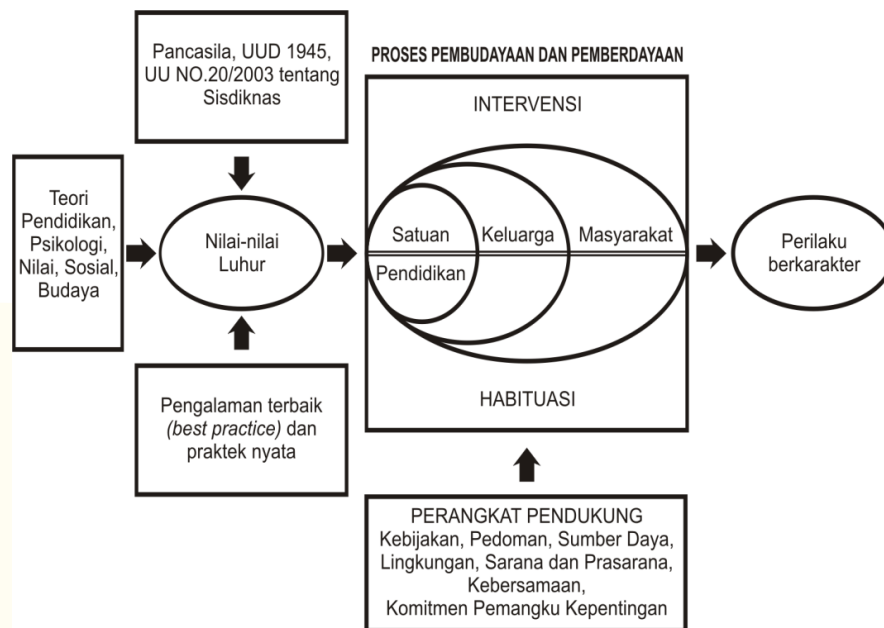 Pancasila, UUD 1945,
UU NO.20/2003 tentang
Sisdiknas
Teori
Pendidikan,
Psikologi,
Nilai, Sosial,
Budaya
Nilai-nilai
Luhur
Pengalaman terbaik
(best practice) dan
praktek nyata
PROSES PEMBUDAYAAN DAN PEMBERDAYAAN
INTERVENSI
Satuan
Pendidikan
Keluarga
Masyarakat
HABITUASI
PERANGKAT PENDUKUNG
Kebijakan, Pedoman, Sumber Daya,
Lingkungan, Sarana dan Prasarana,
Kebersamaan,
Komitmen Pemangku Kepentingan
Perilaku
berkarakter